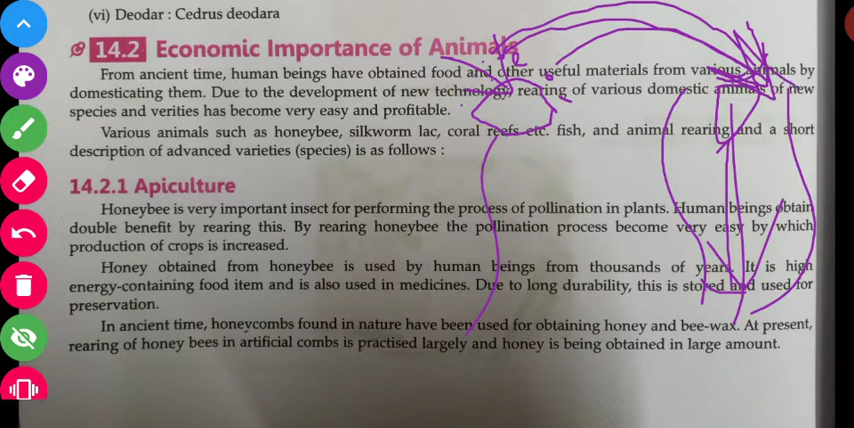 (vi) Deodar : Cedrus deodara
14.2 Economic Importance of Animals
From ancient time, human beings have obtained food and other useful materials from various animals by
domesticating them. Due to the development of new technology, rearing of various domestic animals of new
species and verities has become very easy and profitable.
Various animals such as honeybee, silkworm lac, coral reefs etc. fish, and animal rearing and a short
description of advanced varieties (species) is as follows :
14.2.1 Apiculture
Honeybee is very important insect for performing the process of pollination in plants. Human beings obtain
double benefit by rearing this. By rearing honeybee the pollination process become very easy by which
production of crops is increased.
Honey obtained from honeybee is used by human beings from thousands of years. It is high
energy-containing food item and is also used in medicines. Due to long durability, this is stored and used for
preservation.
In ancient time, honeycombs found in nature have been used for obtaining honey and bee-wax. At present,
rearing of honey bees in artificial combs is practised largely and honey is being obtained in large amount.